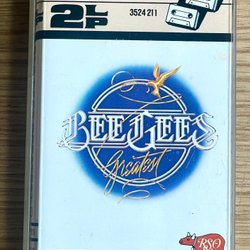 2LP
3524 211
BEE GEES
Greatest
RSO